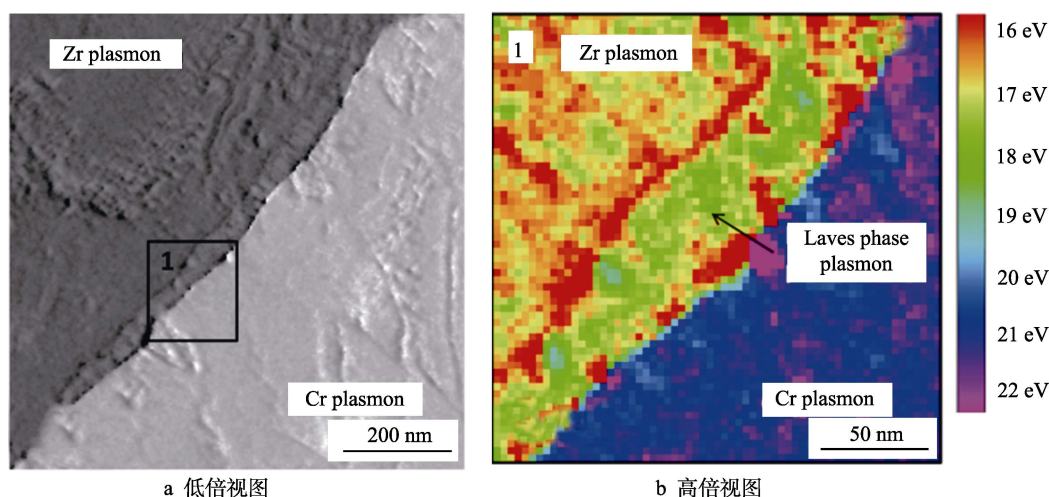 Zr plasmon
1
Cr plasmon
200 nm
a 低倍视图
1
Zr plasmon
Laves phase
plasmon
Cr plasmon
50 nm
b 高倍视图
16 eV
17 eV
18 eV
19 eV
20 eV
21 eV
22 eV